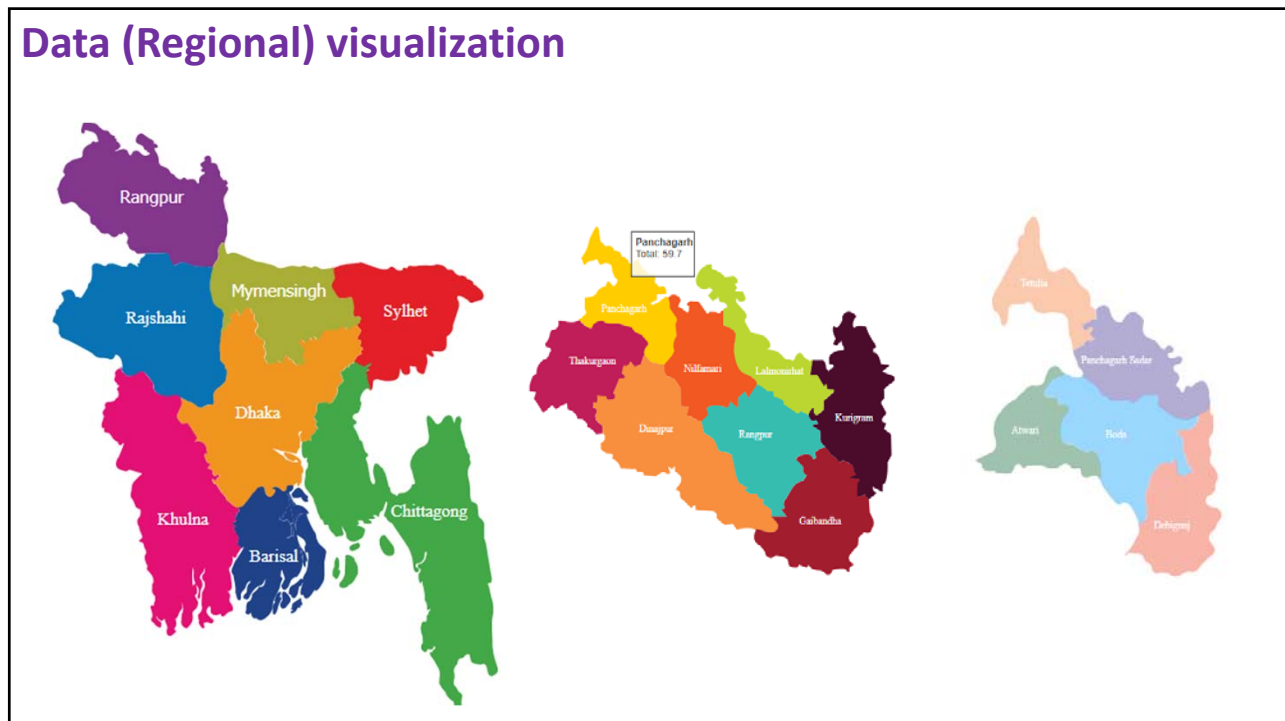 Data (Regional) visualization
Rangpur
Rajshahi
Mymensingh
Sylhet
Dhaka
Khulna
Barisal
Chittagong
Panchagarh
Total: 59.7
Panchagarh
Thakurgaon
Nilfamari
Lalmonirhat
Kurigram
Dinajpur
Rangpur
Gaibandha
Tetulia
Panchagarh Sadar
Atwari
Boda
Debiganj